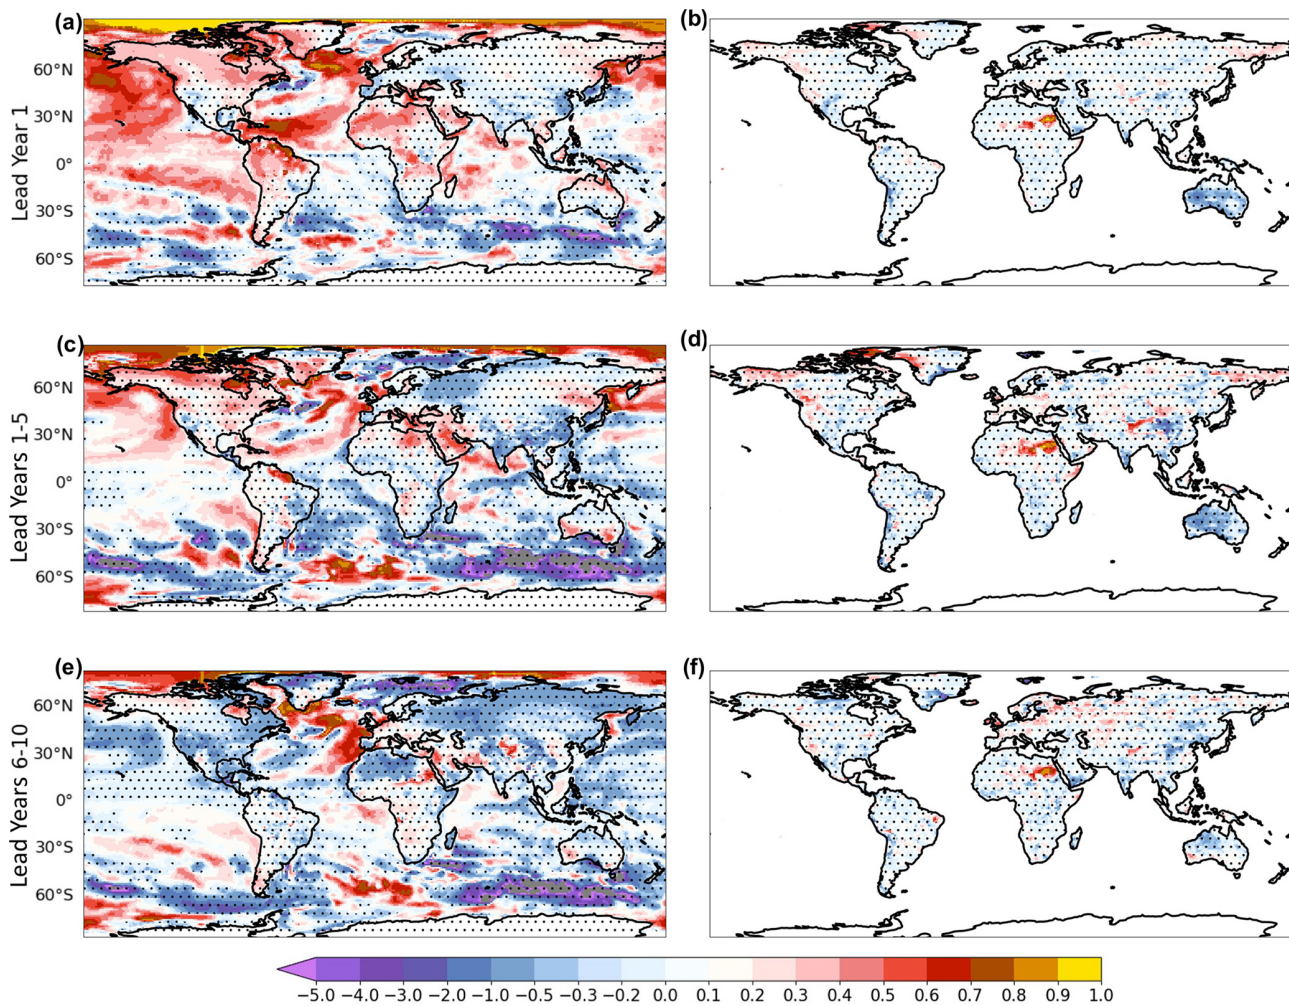 (a)
(b)
Lead Year 1
60°N
30°N
0°
30°S
60°S
(c)
(d)
Lead Years 1-5
60°N
30°N
0°
30°S
60°S
(e)
(f)
Lead Years 6-10
60°N
30°N
0°
30°S
60°S
−5.0 −4.0 −3.0 −2.0 −1.0 −0.5 −0.3 −0.2 0.0 0.1 0.2 0.3 0.4 0.5 0.6 0.7 0.8 0.9 1.0